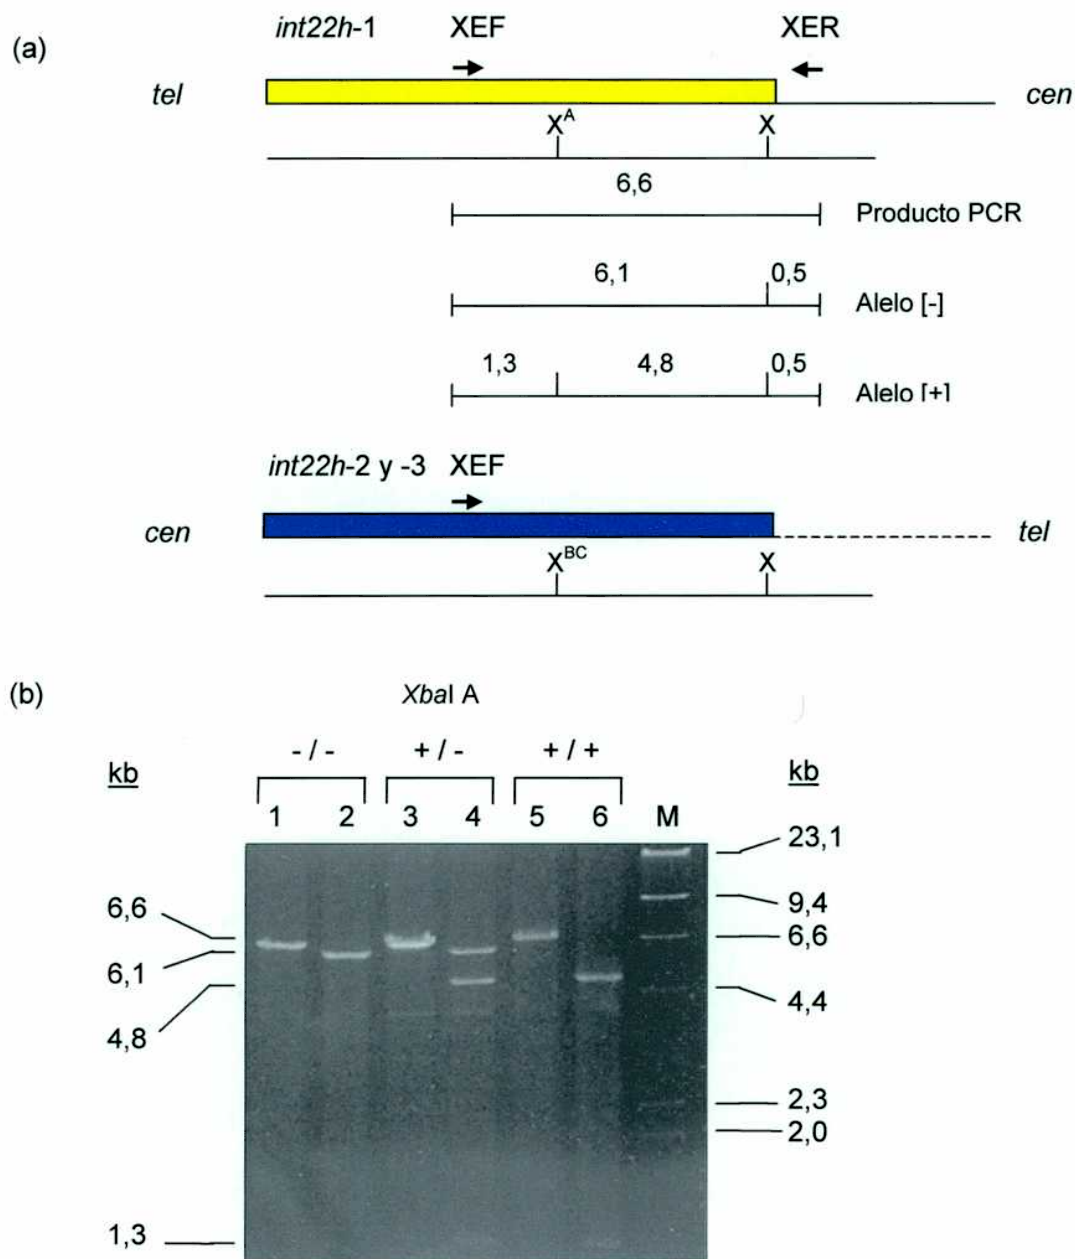 (a)
int22h-1 XEF XER
tel cen
X^A X
6,6
Producto PCR
6,1 0,5
Alelo [-]
1,3 4,8 0,5
Alelo [+]
int22h-2 y -3 XEF
cen tel
X^BC X
(b)
XbaI A
- / - + / - + / +
kb kb
1 2 3 4 5 6 M
23,1
6,6 9,4
6,6
6,1
4,4
4,8
2,3
2,0
1,3